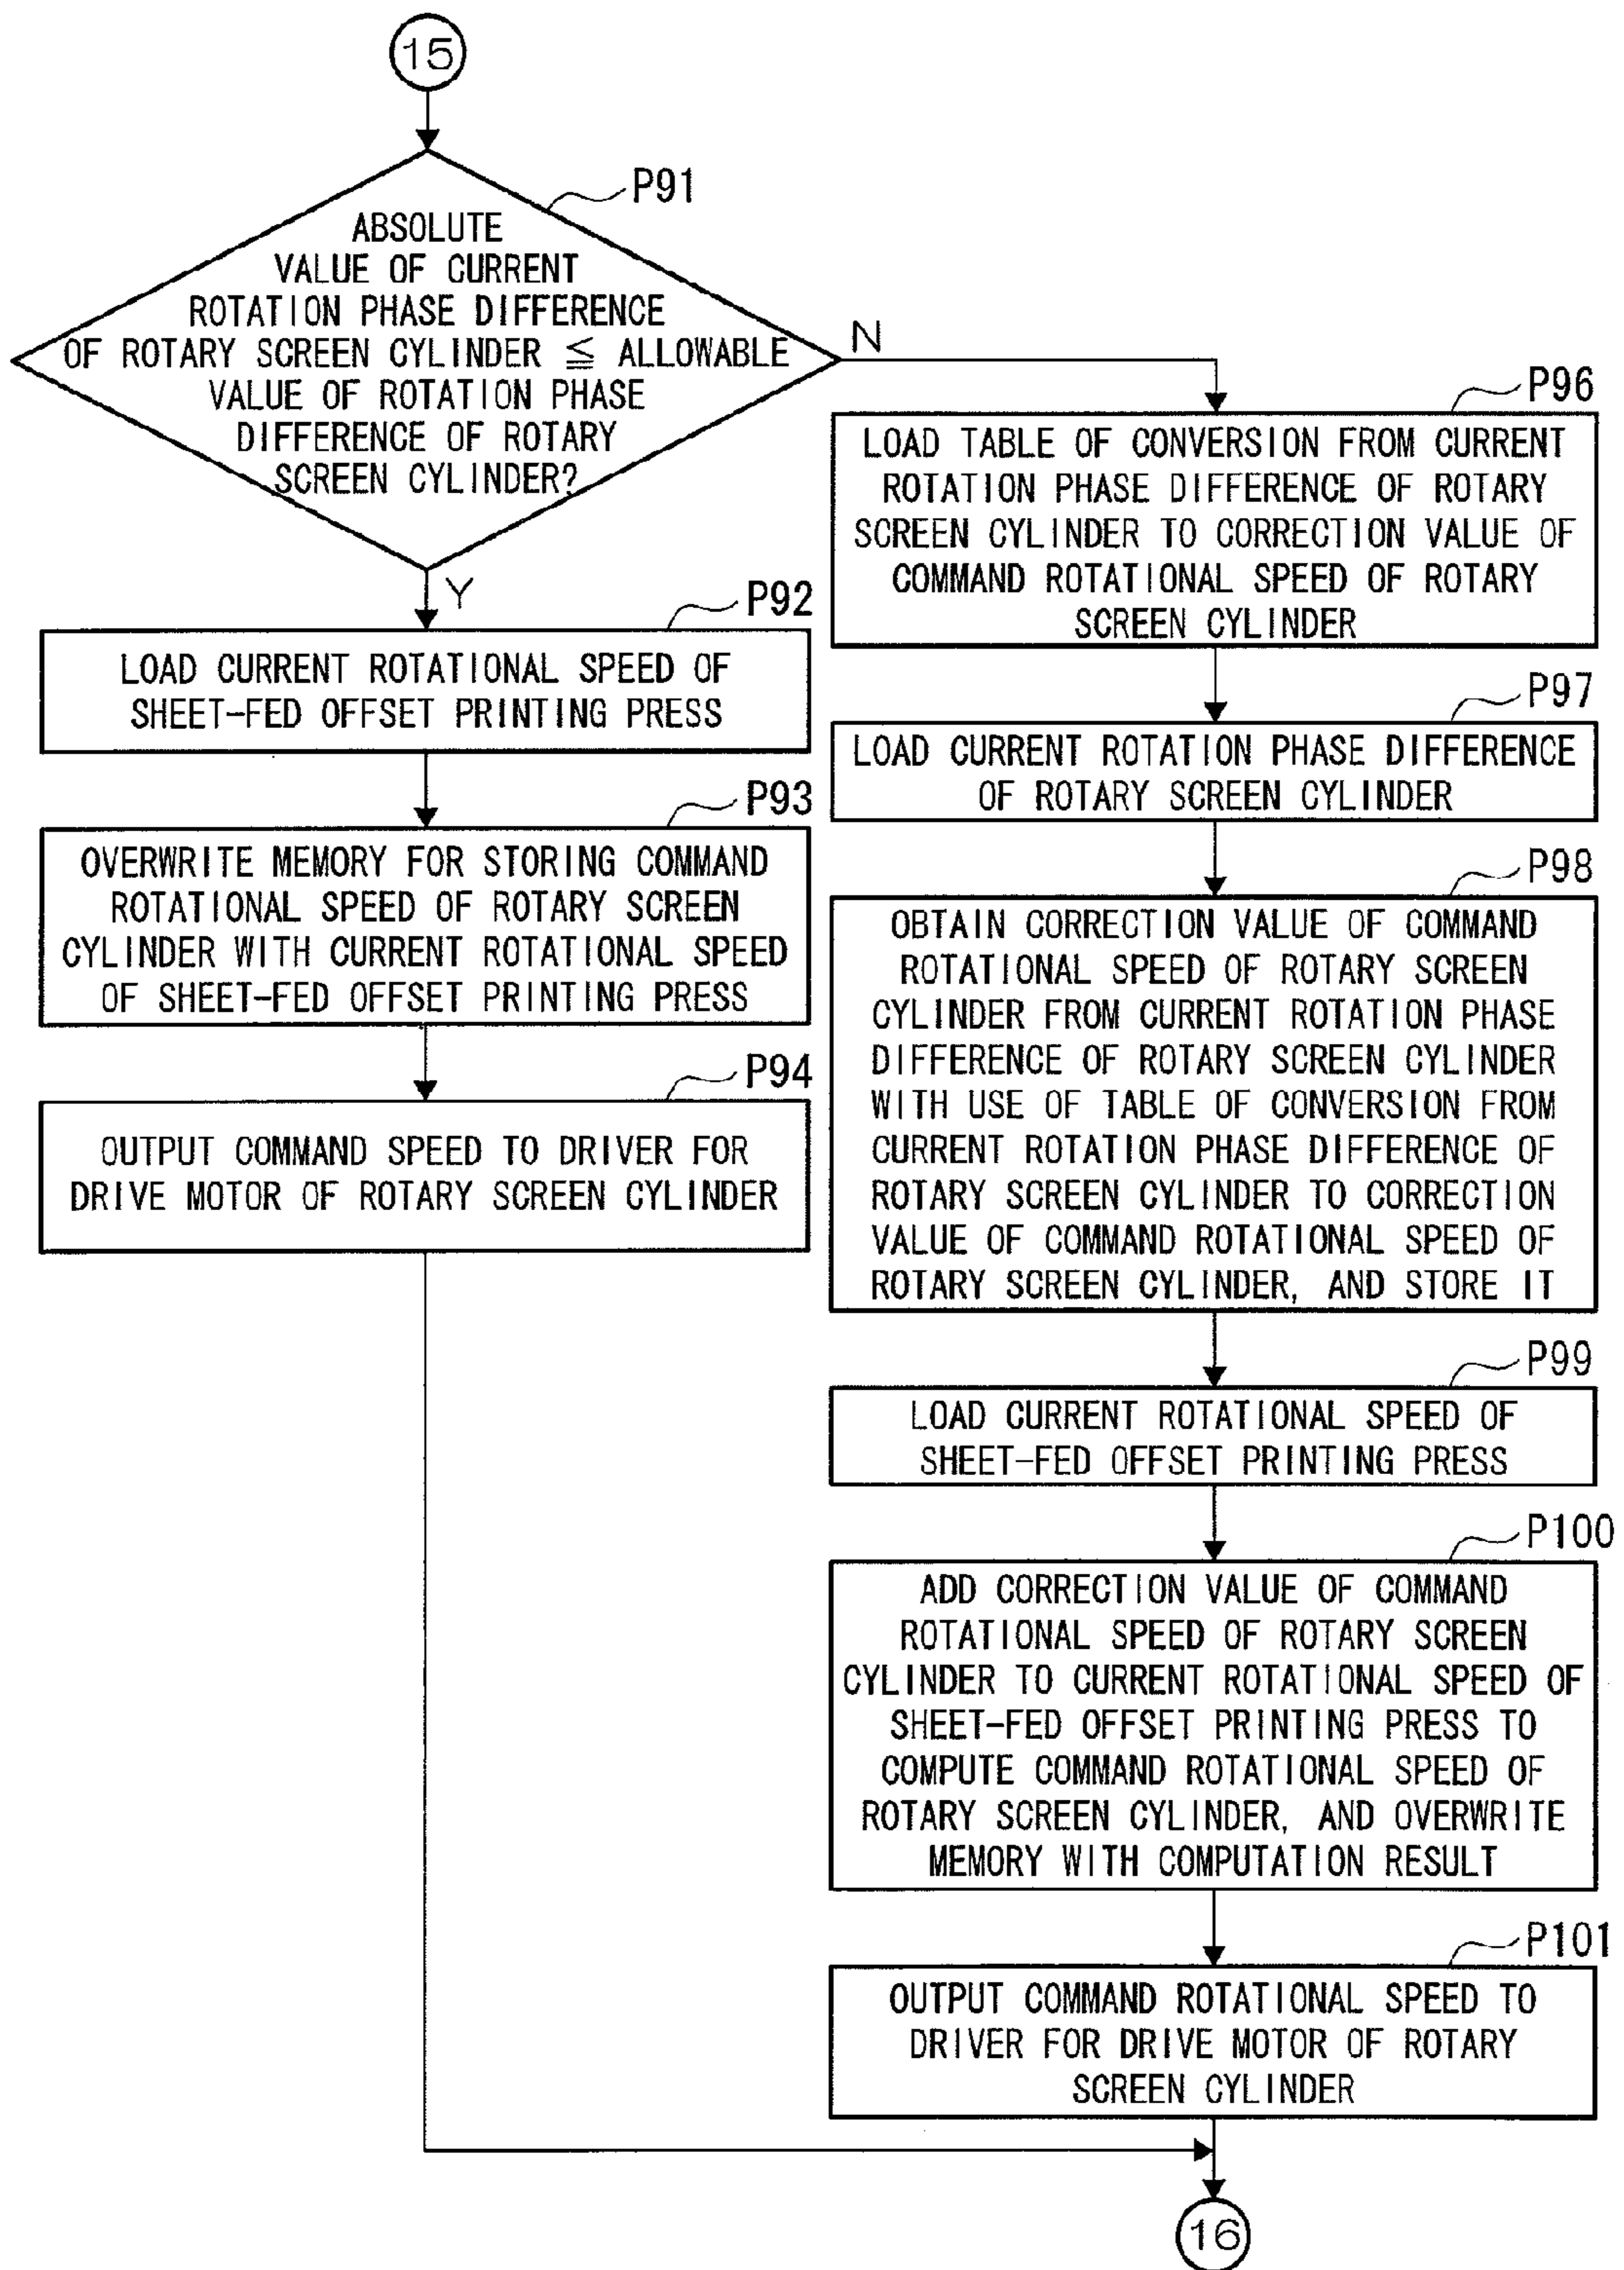 15
P91
ABSOLUTE
VALUE OF CURRENT
ROTATION PHASE DIFFERENCE
OF ROTARY SCREEN CYLINDER ≦ ALLOWABLE
VALUE OF ROTATION PHASE
DIFFERENCE OF ROTARY
SCREEN CYLINDER?
N
Y
P92
LOAD CURRENT ROTATIONAL SPEED OF
SHEET-FED OFFSET PRINTING PRESS
P93
OVERWRITE MEMORY FOR STORING COMMAND
ROTATIONAL SPEED OF ROTARY SCREEN
CYLINDER WITH CURRENT ROTATIONAL SPEED
OF SHEET-FED OFFSET PRINTING PRESS
P94
OUTPUT COMMAND SPEED TO DRIVER FOR
DRIVE MOTOR OF ROTARY SCREEN CYLINDER
P96
LOAD TABLE OF CONVERSION FROM CURRENT
ROTATION PHASE DIFFERENCE OF ROTARY
SCREEN CYLINDER TO CORRECTION VALUE OF
COMMAND ROTATIONAL SPEED OF ROTARY
SCREEN CYLINDER
P97
LOAD CURRENT ROTATION PHASE DIFFERENCE
OF ROTARY SCREEN CYLINDER
P98
OBTAIN CORRECTION VALUE OF COMMAND
ROTATIONAL SPEED OF ROTARY SCREEN
CYLINDER FROM CURRENT ROTATION PHASE
DIFFERENCE OF ROTARY SCREEN CYLINDER
WITH USE OF TABLE OF CONVERSION FROM
CURRENT ROTATION PHASE DIFFERENCE OF
ROTARY SCREEN CYLINDER TO CORRECTION
VALUE OF COMMAND ROTATIONAL SPEED OF
ROTARY SCREEN CYLINDER, AND STORE IT
P99
LOAD CURRENT ROTATIONAL SPEED OF
SHEET-FED OFFSET PRINTING PRESS
P100
ADD CORRECTION VALUE OF COMMAND
ROTATIONAL SPEED OF ROTARY SCREEN
CYLINDER TO CURRENT ROTATIONAL SPEED OF
SHEET-FED OFFSET PRINTING PRESS TO
COMPUTE COMMAND ROTATIONAL SPEED OF
ROTARY SCREEN CYLINDER, AND OVERWRITE
MEMORY WITH COMPUTATION RESULT
P101
OUTPUT COMMAND ROTATIONAL SPEED TO
DRIVER FOR DRIVE MOTOR OF ROTARY
SCREEN CYLINDER
16